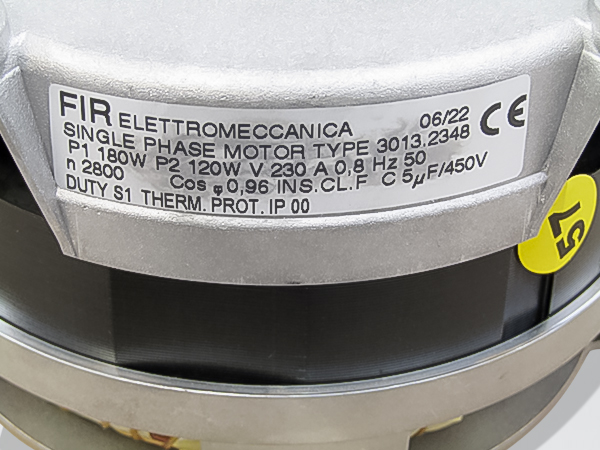 FIR ELETTROMECCANICA 06/22 CE
SINGLE PHASE MOTOR TYPE 3013.2348
P1 180W P2 120W V 230 A 0,8 Hz 50
n 2800 Cos φ 0,96 INS.CL.F C 5µF/450V
DUTY S1 THERM. PROT. IP 00
57